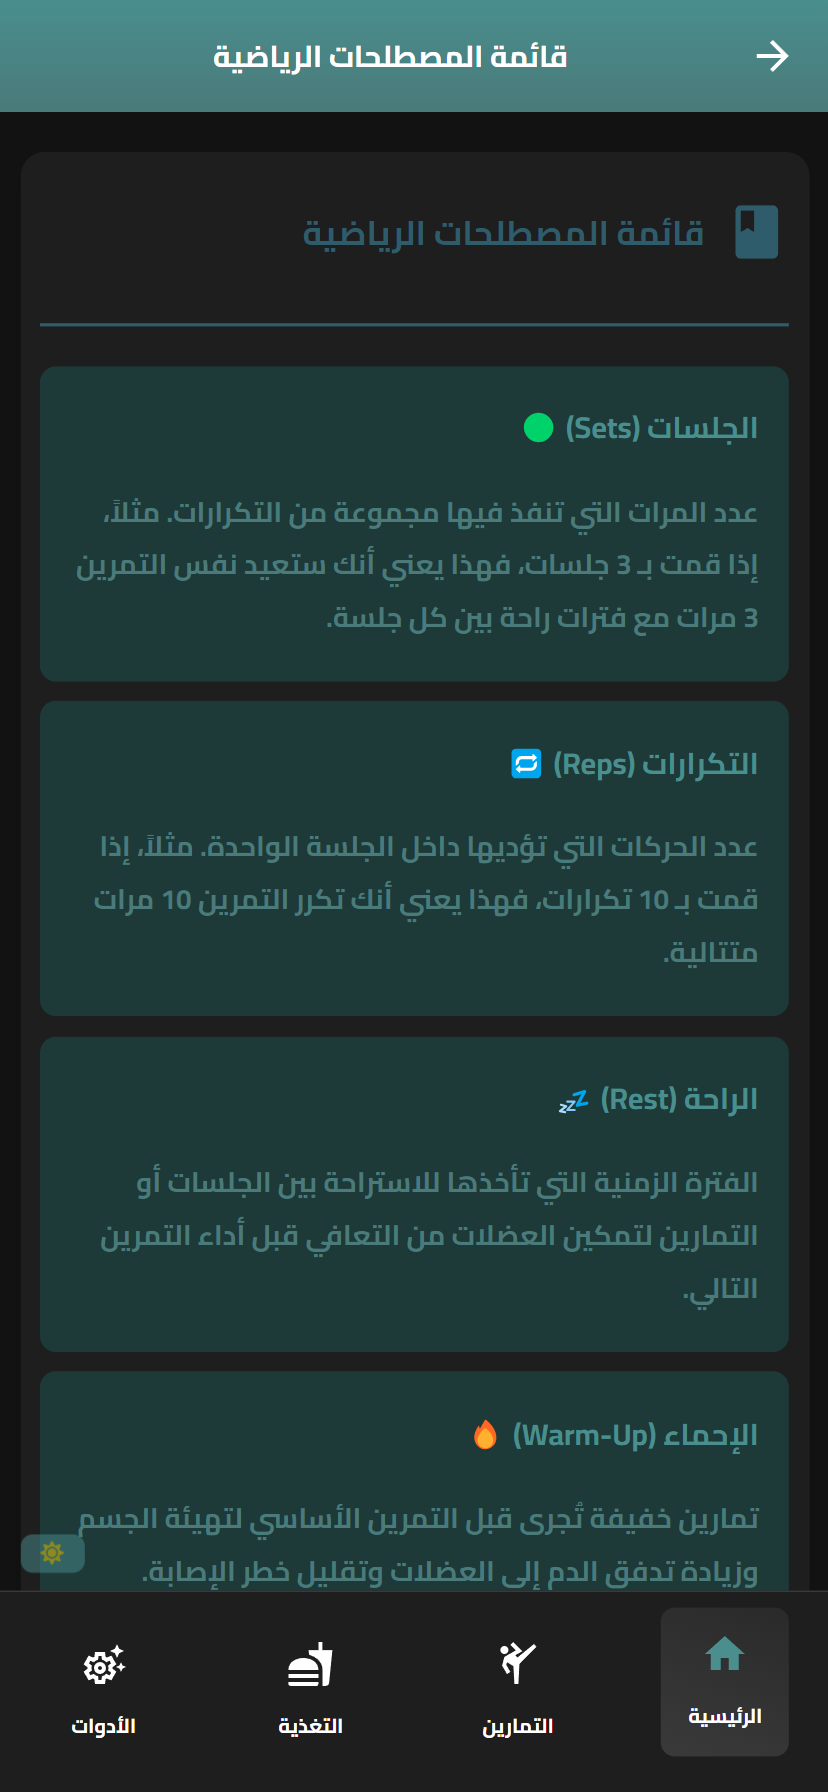 قائمة المصطلحات الرياضية
قائمة المصطلحات الرياضية
الجلسات (Sets)
عدد المرات التي تنفذ فيها مجموعة من التكرارات. مثلاً،
إذا قمت بـ 3 جلسات، فهذا يعني أنك ستعيد نفس التمرين
3 مرات مع فترات راحة بين كل جلسة.
التكرارات (Reps)
عدد الحركات التي تؤديها داخل الجلسة الواحدة. مثلاً، إذا
قمت بـ 10 تكرارات، فهذا يعني أنك تكرر التمرين 10 مرات
متتالية.
الراحة (Rest)
الفترة الزمنية التي تأخذها للاستراحة بين الجلسات أو
التمارين لتمكين العضلات من التعافي قبل أداء التمرين
التالي.
الإحماء (Warm-Up)
تمارين خفيفة تُجرى قبل التمرين الأساسي لتهيئة الجسم
وزيادة تدفق الدم إلى العضلات وتقليل خطر الإصابة.
الرئيسية
التمارين
التغذية
الأدوات